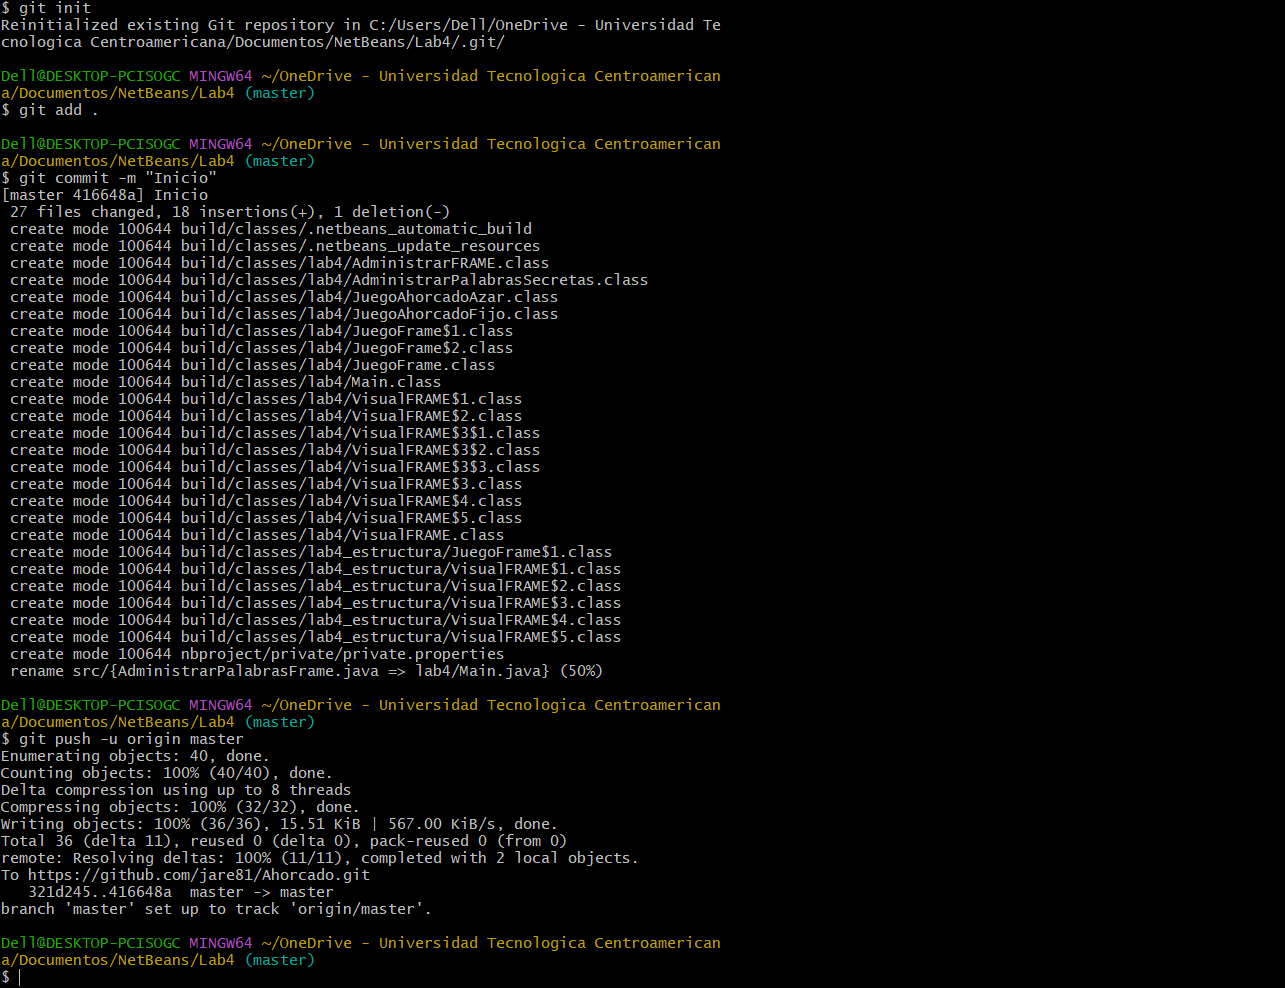 $ git init
Reinitialized existing Git repository in C:/Users/Dell/OneDrive - Universidad Te
cnologica Centroamericana/Documentos/NetBeans/Lab4/.git/
Dell@DESKTOP-PCISOGC MINGW64 ~/OneDrive - Universidad Tecnologica Centroamerican
a/Documentos/NetBeans/Lab4 (master)
$ git add .
Dell@DESKTOP-PCISOGC MINGW64 ~/OneDrive - Universidad Tecnologica Centroamerican
a/Documentos/NetBeans/Lab4 (master)
$ git commit -m "Inicio"
[master 416648a] Inicio
 27 files changed, 18 insertions(+), 1 deletion(-)
 create mode 100644 build/classes/.netbeans_automatic_build
 create mode 100644 build/classes/.netbeans_update_resources
 create mode 100644 build/classes/lab4/AdministrarFRAME.class
 create mode 100644 build/classes/lab4/AdministrarPalabrasSecretas.class
 create mode 100644 build/classes/lab4/JuegoAhorcadoAzar.class
 create mode 100644 build/classes/lab4/JuegoAhorcadoFijo.class
 create mode 100644 build/classes/lab4/JuegoFrame$1.class
 create mode 100644 build/classes/lab4/JuegoFrame$2.class
 create mode 100644 build/classes/lab4/JuegoFrame.class
 create mode 100644 build/classes/lab4/Main.class
 create mode 100644 build/classes/lab4/VisualFRAME$1.class
 create mode 100644 build/classes/lab4/VisualFRAME$2.class
 create mode 100644 build/classes/lab4/VisualFRAME$3$1.class
 create mode 100644 build/classes/lab4/VisualFRAME$3$2.class
 create mode 100644 build/classes/lab4/VisualFRAME$3$3.class
 create mode 100644 build/classes/lab4/VisualFRAME$3.class
 create mode 100644 build/classes/lab4/VisualFRAME$4.class
 create mode 100644 build/classes/lab4/VisualFRAME$5.class
 create mode 100644 build/classes/lab4/VisualFRAME.class
 create mode 100644 build/classes/lab4_estructura/JuegoFrame$1.class
 create mode 100644 build/classes/lab4_estructura/VisualFRAME$1.class
 create mode 100644 build/classes/lab4_estructura/VisualFRAME$2.class
 create mode 100644 build/classes/lab4_estructura/VisualFRAME$3.class
 create mode 100644 build/classes/lab4_estructura/VisualFRAME$4.class
 create mode 100644 build/classes/lab4_estructura/VisualFRAME$5.class
 create mode 100644 nbproject/private/private.properties
 rename src/{AdministrarPalabrasFrame.java => lab4/Main.java} (50%)
Dell@DESKTOP-PCISOGC MINGW64 ~/OneDrive - Universidad Tecnologica Centroamerican
a/Documentos/NetBeans/Lab4 (master)
$ git push -u origin master
Enumerating objects: 40, done.
Counting objects: 100% (40/40), done.
Delta compression using up to 8 threads
Compressing objects: 100% (32/32), done.
Writing objects: 100% (36/36), 15.51 KiB | 567.00 KiB/s, done.
Total 36 (delta 11), reused 0 (delta 0), pack-reused 0 (from 0)
remote: Resolving deltas: 100% (11/11), completed with 2 local objects.
To https://github.com/jare81/Ahorcado.git
   321d245..416648a  master -> master
branch 'master' set up to track 'origin/master'.
Dell@DESKTOP-PCISOGC MINGW64 ~/OneDrive - Universidad Tecnologica Centroamerican
a/Documentos/NetBeans/Lab4 (master)
$